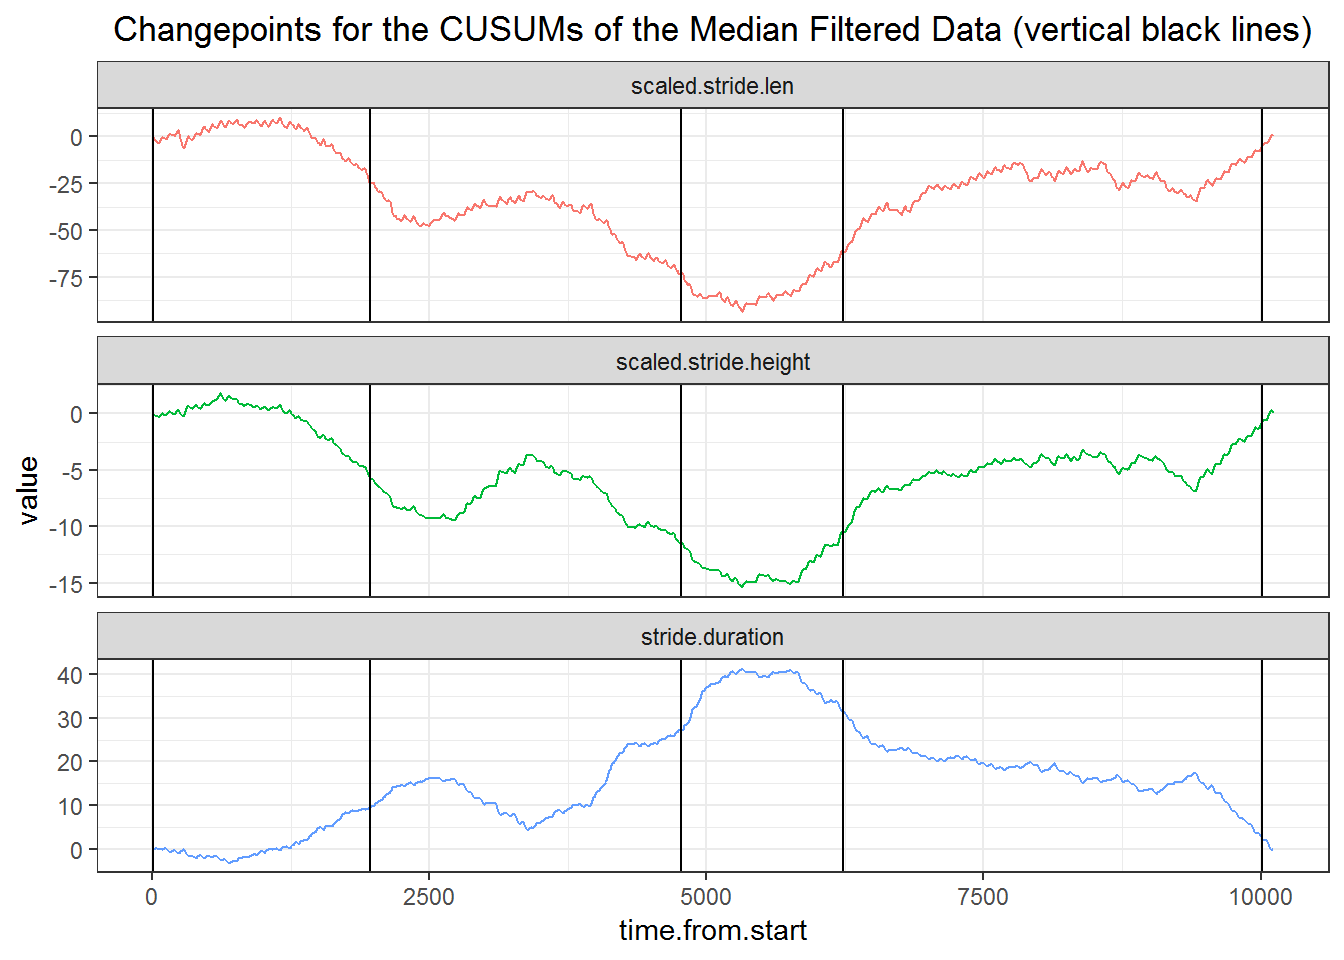 Changepoints for the CUSUMs of the Median Filtered Data (vertical black lines)
scaled.stride.len
0
-25
-50
-75
scaled.stride.height
0
-5
-10
-15
value
stride.duration
40
30
20
10
0
0 2500 5000 7500 10000
time.from.start